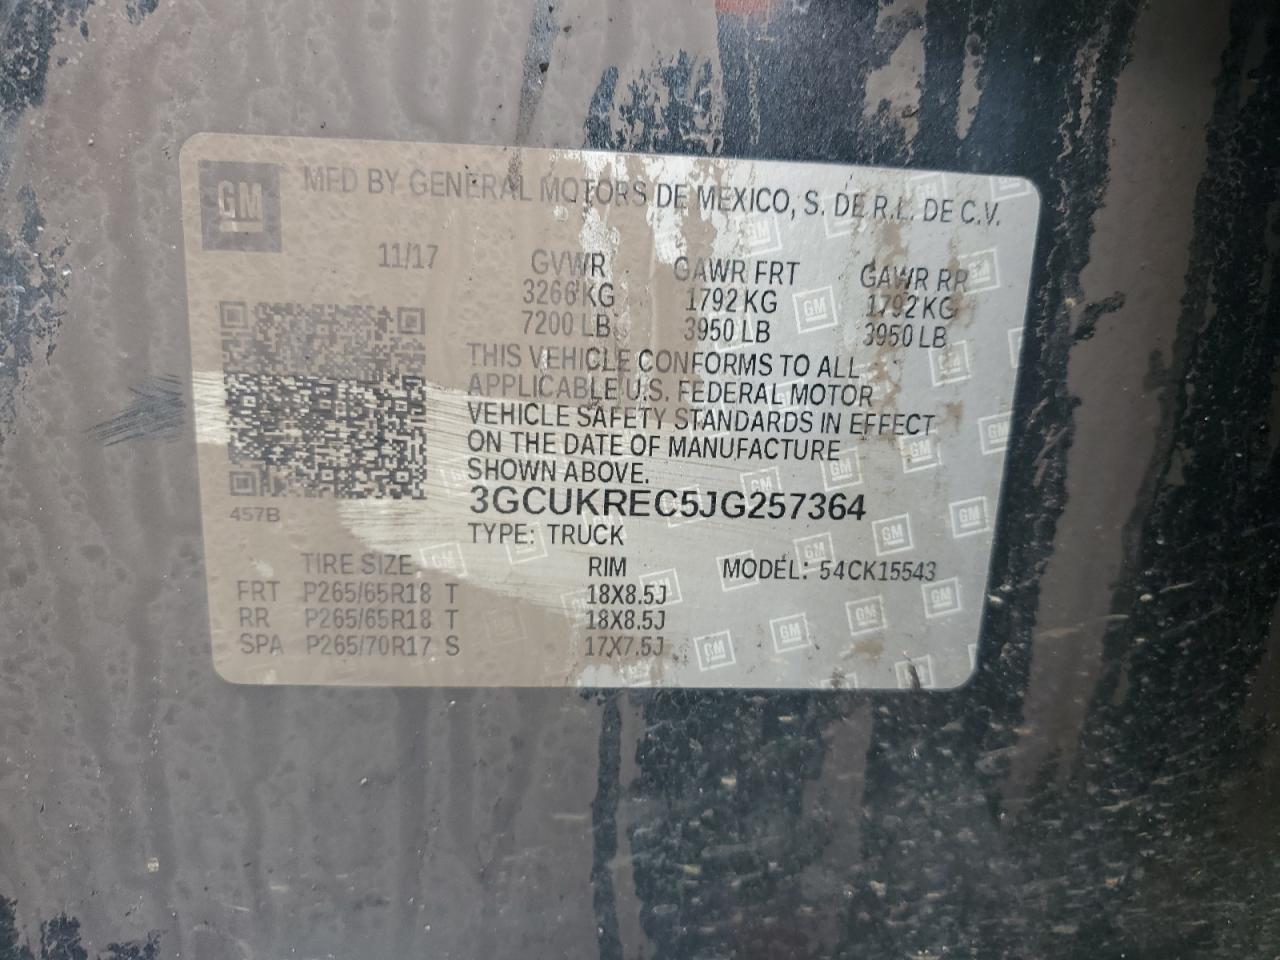 GM MFD BY GENERAL MOTORS DE MEXICO, S. DE R.L. DE C.V.
11/17 GVWR GAWR FRT GAWR RR
3266 KG 1792 KG 1792 KG
7200 LB 3950 LB 3950 LB
THIS VEHICLE CONFORMS TO ALL
APPLICABLE U.S. FEDERAL MOTOR
VEHICLE SAFETY STANDARDS IN EFFECT
ON THE DATE OF MANUFACTURE
SHOWN ABOVE.
3GCUKREC5JG257364
457B
TYPE: TRUCK
TIRE SIZE RIM MODEL: 54CK15543
FRT P265/65R18 T 18X8.5J
RR P265/65R18 T 18X8.5J
SPA P265/70R17 S 17X7.5J